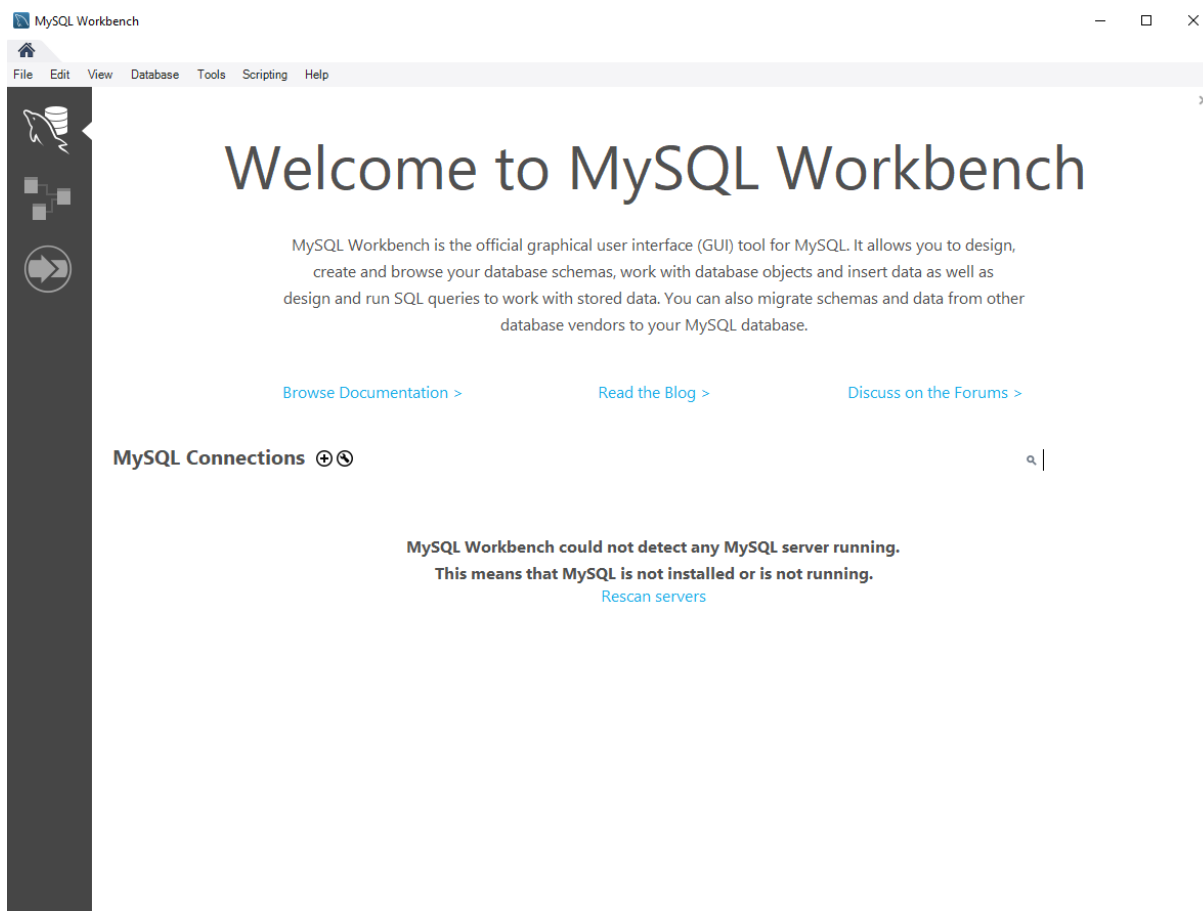 MySQL Workbench
File Edit View Database Tools Scripting Help
Welcome to MySQL Workbench
MySQL Workbench is the official graphical user interface (GUI) tool for MySQL. It allows you to design,
create and browse your database schemas, work with database objects and insert data as well as
design and run SQL queries to work with stored data. You can also migrate schemas and data from other
database vendors to your MySQL database.
Browse Documentation > Read the Blog > Discuss on the Forums >
MySQL Connections
MySQL Workbench could not detect any MySQL server running.
This means that MySQL is not installed or is not running.
Rescan servers